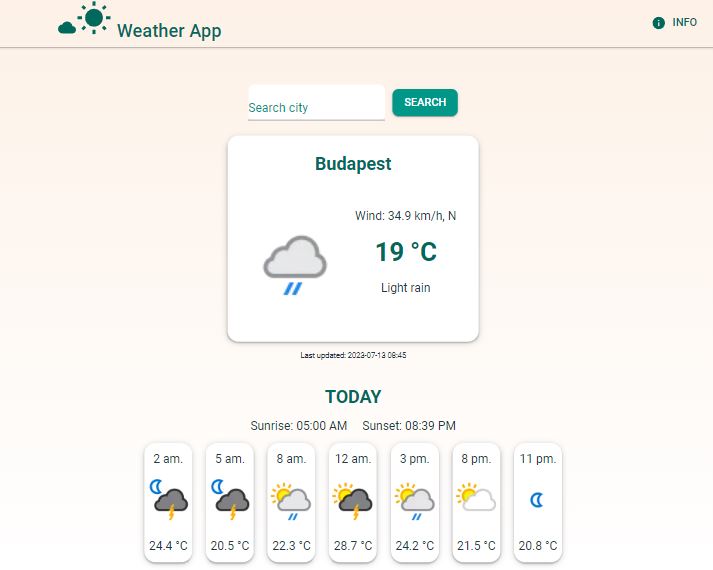 Weather App
INFO
Search city
SEARCH
Budapest
Wind: 34.9 km/h, N
19 °C
Light rain
Last updated: 2023-07-13 08:45
TODAY
Sunrise: 05:00 AM Sunset: 08:39 PM
2 am. 5 am. 8 am. 12 am. 3 pm. 8 pm. 11 pm.
24.4 °C 20.5 °C 22.3 °C 28.7 °C 24.2 °C 21.5 °C 20.8 °C